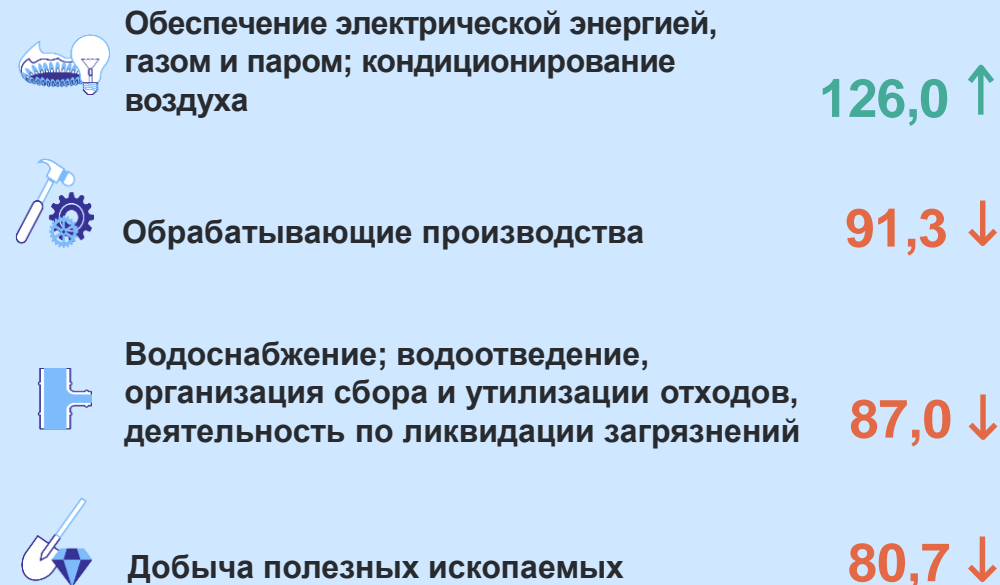 Обеспечение электрической энергией,
газом и паром; кондиционирование
воздуха
126,0 ↑
Обрабатывающие производства
91,3 ↓
Водоснабжение; водоотведение,
организация сбора и утилизации отходов,
деятельность по ликвидации загрязнений
87,0 ↓
Добыча полезных ископаемых
80,7 ↓